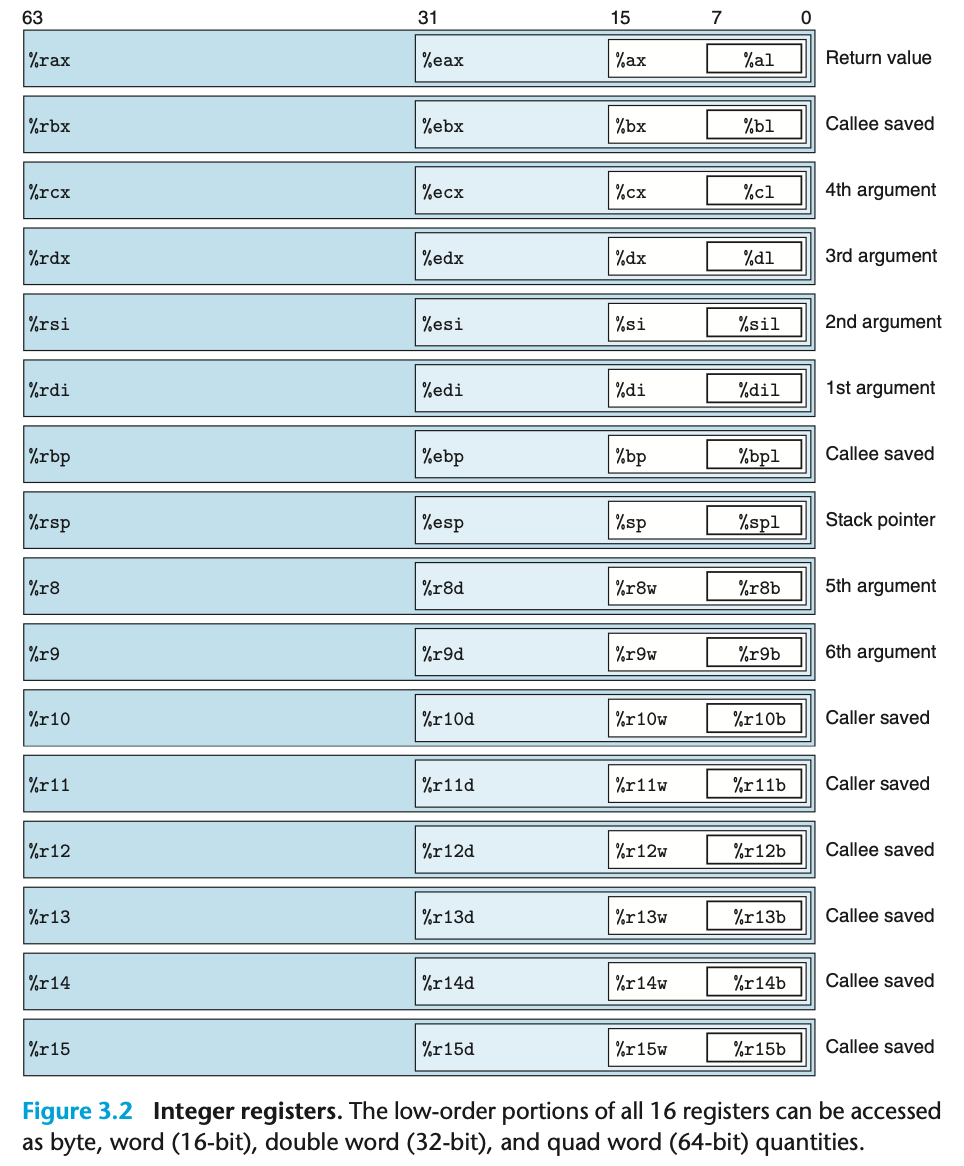 63 31 15 7 0
%rax %eax %ax %al Return value
%rbx %ebx %bx %bl Callee saved
%rcx %ecx %cx %cl 4th argument
%rdx %edx %dx %dl 3rd argument
%rsi %esi %si %sil 2nd argument
%rdi %edi %di %dil 1st argument
%rbp %ebp %bp %bpl Callee saved
%rsp %esp %sp %spl Stack pointer
%r8 %r8d %r8w %r8b 5th argument
%r9 %r9d %r9w %r9b 6th argument
%r10 %r10d %r10w %r10b Caller saved
%r11 %r11d %r11w %r11b Caller saved
%r12 %r12d %r12w %r12b Callee saved
%r13 %r13d %r13w %r13b Callee saved
%r14 %r14d %r14w %r14b Callee saved
%r15 %r15d %r15w %r15b Callee saved
Figure 3.2 Integer registers. The low-order portions of all 16 registers can be accessed
as byte, word (16-bit), double word (32-bit), and quad word (64-bit) quantities.